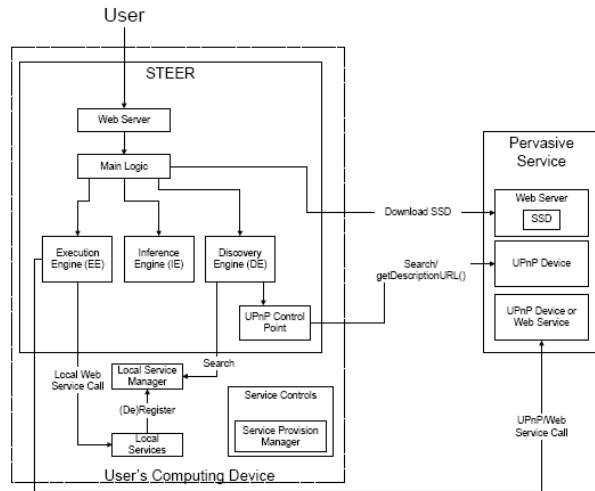 User
STEER
Web Server
Main Logic
Execution
Engine (EE)
Inference
Engine (IE)
Discovery
Engine (DE)
UPnP Control
Point
Search
Local Web
Service Call
Local Service
Manager
(De)Register
Local
Services
Service Controls
Service Provision
Manager
User's Computing Device
Download SSD
Search/
getDescriptionURL()
Pervasive
Service
Web Server
SSD
UPnP Device
UPnP Device or
Web Service
UPnP/Web
Service Call